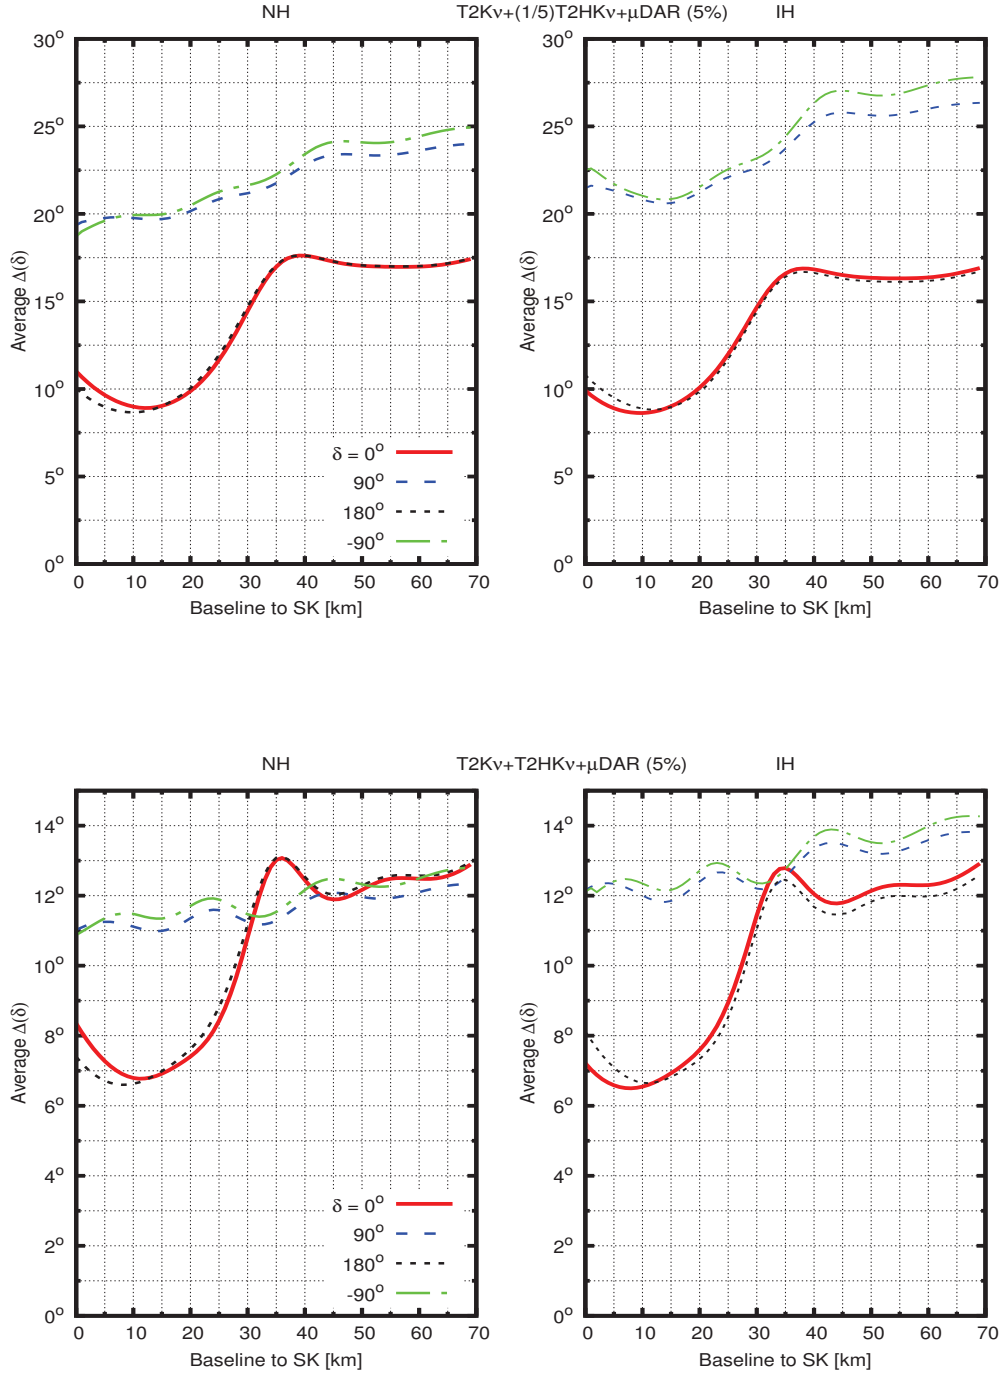 NH T2Kν+(1/5)T2HKν+μDAR (5%) IH
30° 30°
25° 25°
20° 20°
15° 15°
10° 10°
5° 5°
0° 0°
Average Δ(δ) Average Δ(δ)
δ = 0°
90°
180°
-90°
0 10 20 30 40 50 60 70 0 10 20 30 40 50 60 70
Baseline to SK [km] Baseline to SK [km]
NH T2Kν+T2HKν+μDAR (5%) IH
14° 14°
12° 12°
10° 10°
8° 8°
6° 6°
4° 4°
2° 2°
0° 0°
Average Δ(δ) Average Δ(δ)
δ = 0°
90°
180°
-90°
0 10 20 30 40 50 60 70 0 10 20 30 40 50 60 70
Baseline to SK [km] Baseline to SK [km]